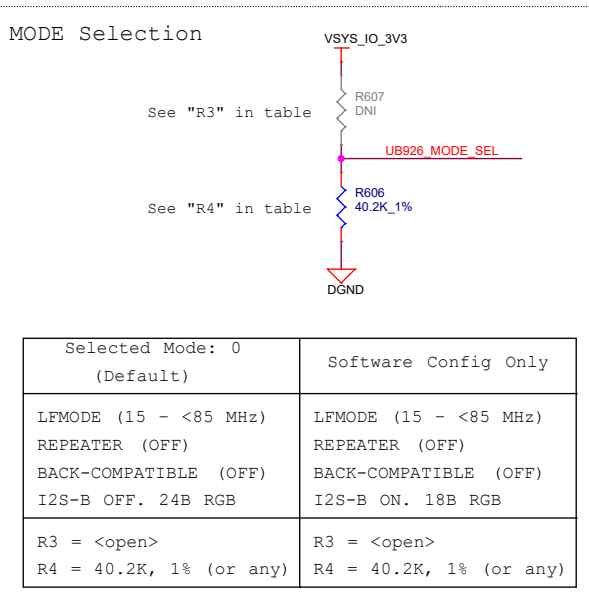 MODE Selection
VSYS_IO_3V3
R607
DNI
See "R3" in table
UB926_MODE_SEL
R606
40.2K_1%
See "R4" in table
DGND
Selected Mode: 0
(Default)
Software Config Only
LFMODE (15 – <85 MHz)
REPEATER (OFF)
BACK-COMPATIBLE (OFF)
I2S-B OFF. 24B RGB
LFMODE (15 – <85 MHz)
REPEATER (OFF)
BACK-COMPATIBLE (OFF)
I2S-B ON. 18B RGB
R3 = <open>
R4 = 40.2K, 1% (or any)
R3 = <open>
R4 = 40.2K, 1% (or any)